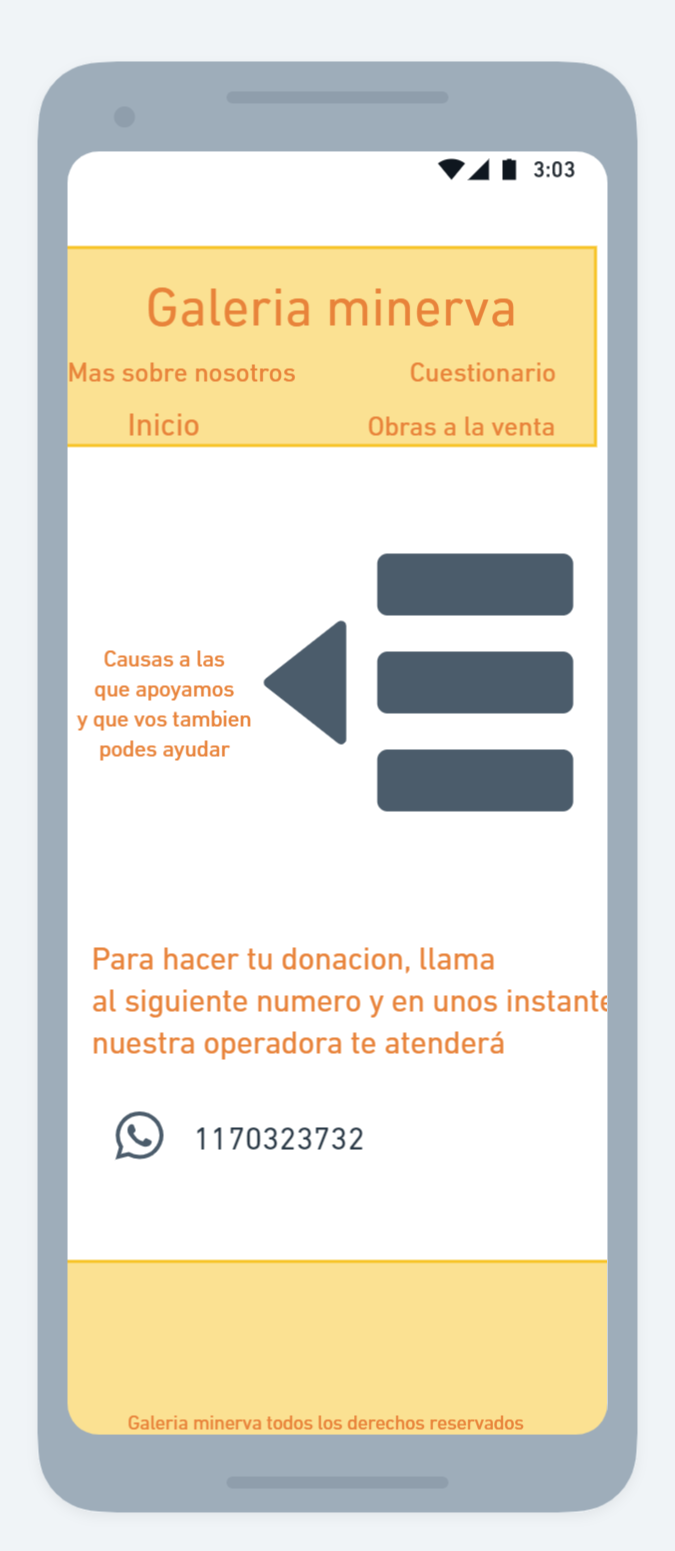 3:03
Galeria minerva
Mas sobre nosotros
Cuestionario
Inicio
Obras a la venta
Causas a las
que apoyamos
y que vos tambien
podes ayudar
Para hacer tu donacion, llama
al siguiente numero y en unos instante
nuestra operadora te atenderá
1170323732
Galeria minerva todos los derechos reservados